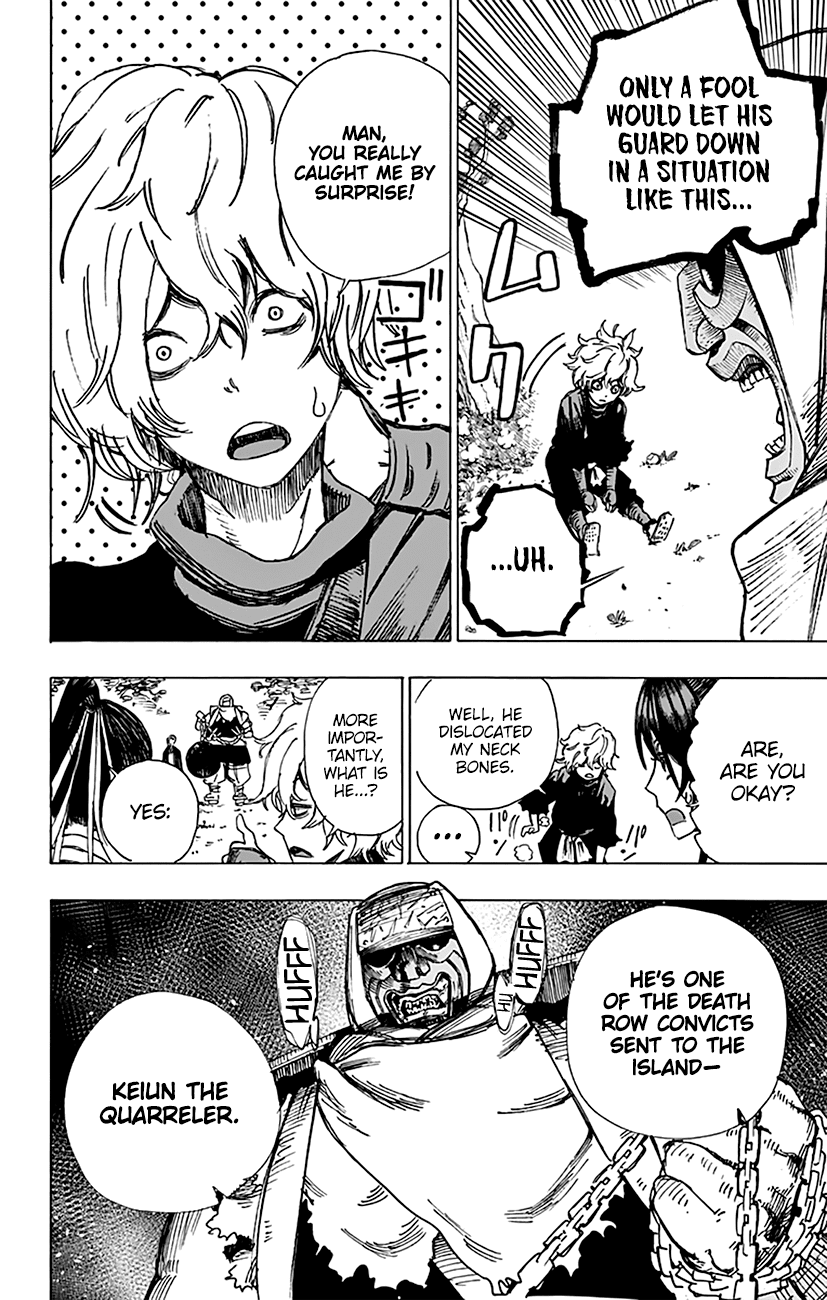 ONLY A FOOL
WOULD LET HIS
GUARD DOWN
IN A SITUATION
LIKE THIS...
ムク
...UH.
MAN,
YOU REALLY
CAUGHT ME BY
SURPRISE!
ゴキキ
ARE,
ARE YOU
OKAY?
WELL, HE
DISLOCATED
MY NECK
BONES.
...
MORE
IMPOR-
TANTLY,
WHAT IS
HE...?
YES:
HE'S ONE
OF THE DEATH
ROW CONVICTS
SENT TO THE
ISLAND—
HUFFF
HUFFF
KEIUN THE
QUARRELER.